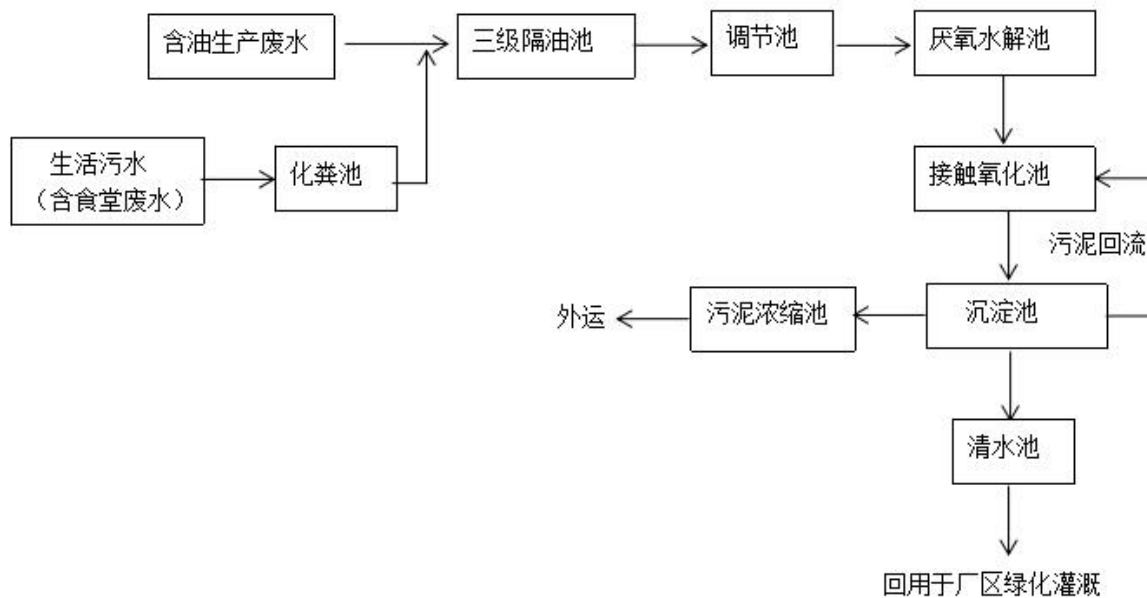 含油生产废水
三级隔油池
调节池
厌氧水解池
生活污水
（含食堂废水）
化粪池
接触氧化池
污泥回流
外运
污泥浓缩池
沉淀池
清水池
回用于厂区绿化灌溉